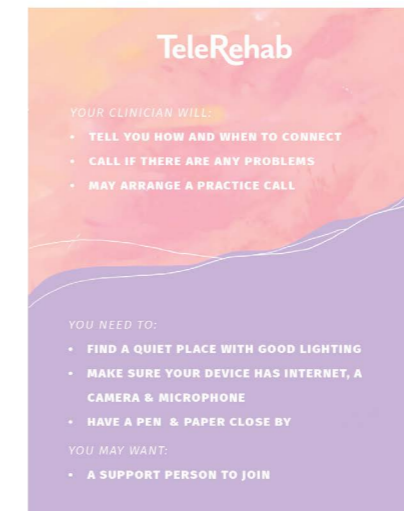 TeleRehab
YOUR CLINICIAN WILL:
• TELL YOU HOW AND WHEN TO CONNECT
• CALL IF THERE ARE ANY PROBLEMS
• MAY ARRANGE A PRACTICE CALL
YOU NEED TO:
• FIND A QUIET PLACE WITH GOOD LIGHTING
• MAKE SURE YOUR DEVICE HAS INTERNET, A
CAMERA & MICROPHONE
• HAVE A PEN & PAPER CLOSE BY
YOU MAY WANT:
• A SUPPORT PERSON TO JOIN